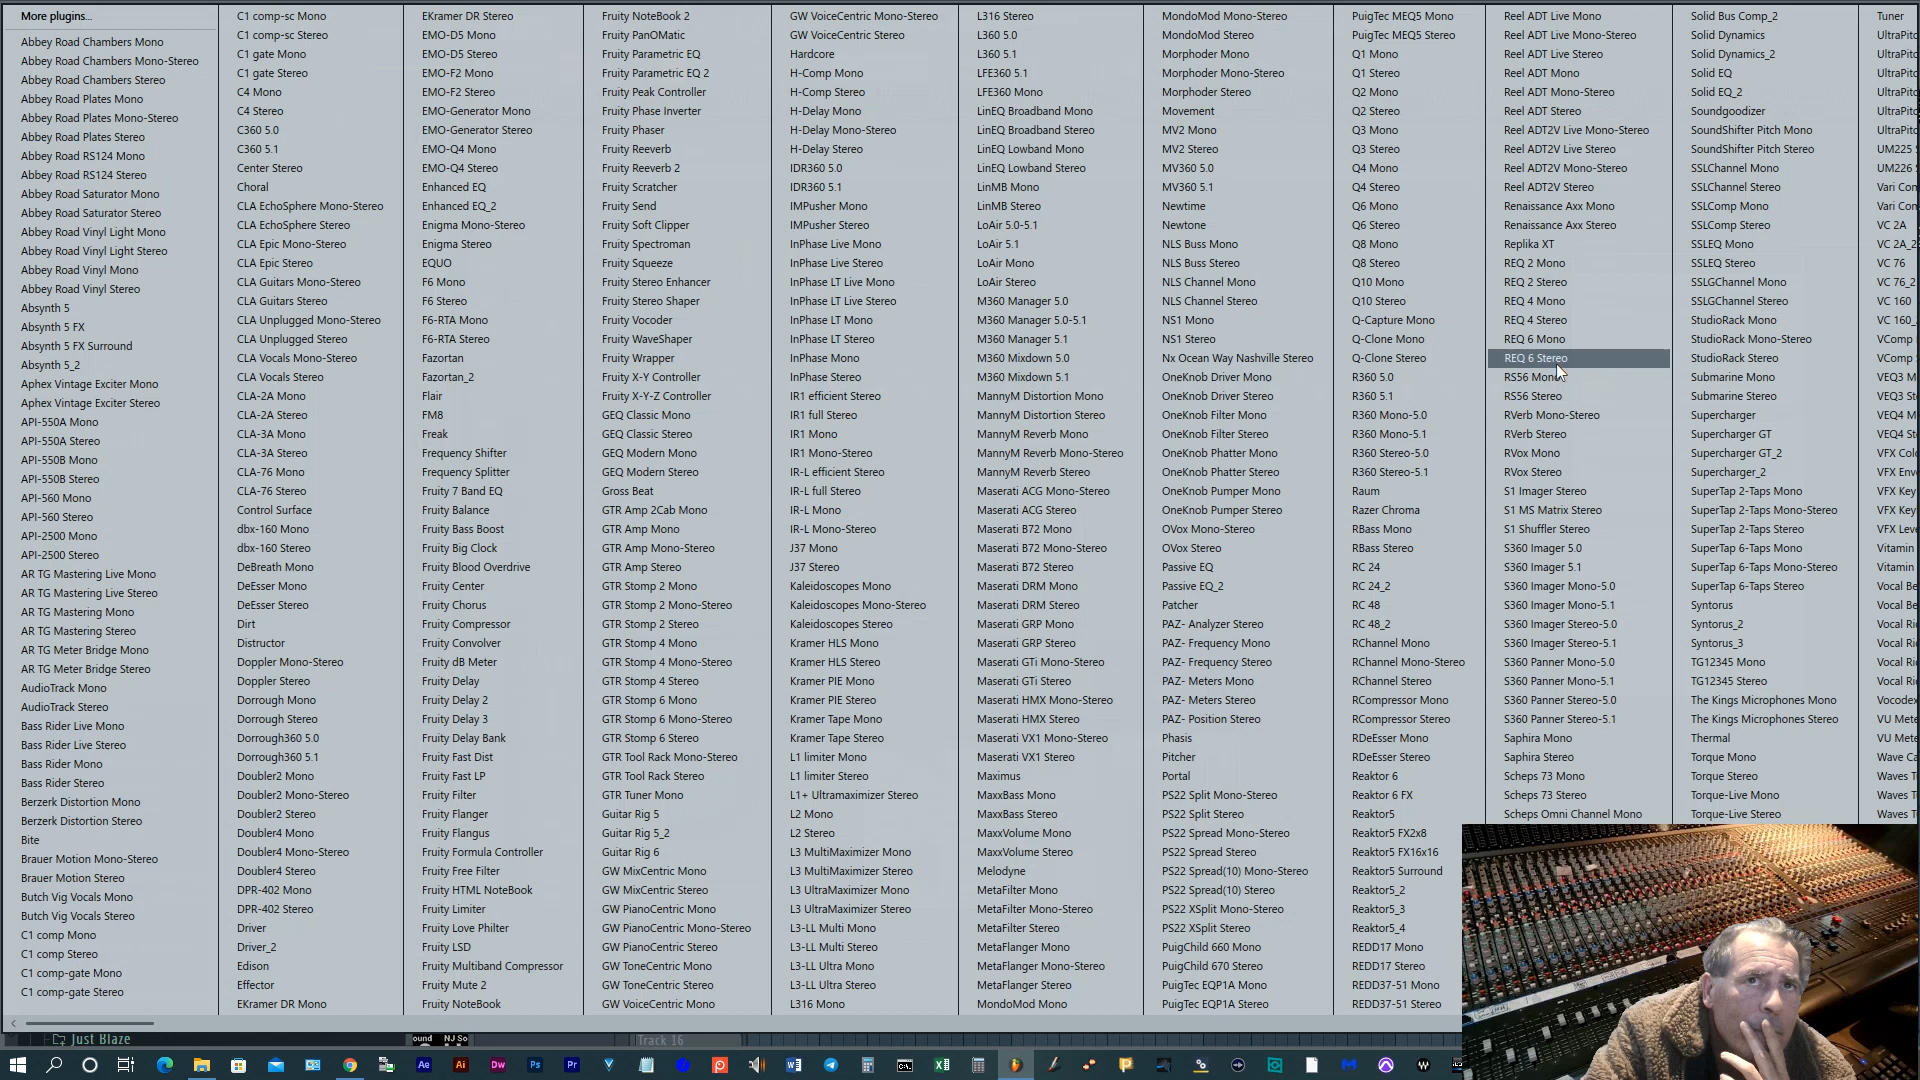 More plugins...
Abbey Road Chambers Mono
Abbey Road Chambers Mono-Stereo
Abbey Road Chambers Stereo
Abbey Road Plates Mono
Abbey Road Plates Mono-Stereo
Abbey Road Plates Stereo
Abbey Road RS124 Mono
Abbey Road RS124 Stereo
Abbey Road Saturator Mono
Abbey Road Saturator Stereo
Abbey Road Vinyl Light Mono
Abbey Road Vinyl Light Stereo
Abbey Road Vinyl Mono
Abbey Road Vinyl Stereo
Absynth 5
Absynth 5 FX
Absynth 5 FX Surround
Absynth 5_2
Aphex Vintage Exciter Mono
Aphex Vintage Exciter Stereo
API-550A Mono
API-550A Stereo
API-550B Mono
API-550B Stereo
API-560 Mono
API-560 Stereo
API-2500 Mono
API-2500 Stereo
AR TG Mastering Live Mono
AR TG Mastering Live Stereo
AR TG Mastering Mono
AR TG Mastering Stereo
AR TG Meter Bridge Mono
AR TG Meter Bridge Stereo
AudioTrack Mono
AudioTrack Stereo
Bass Rider Live Mono
Bass Rider Live Stereo
Bass Rider Mono
Bass Rider Stereo
Berzerk Distortion Mono
Berzerk Distortion Stereo
Bite
Brauer Motion Mono-Stereo
Brauer Motion Stereo
Butch Vig Vocals Mono
Butch Vig Vocals Stereo
C1 comp Mono
C1 comp Stereo
C1 comp-gate Mono
C1 comp-gate Stereo
C1 comp-sc Mono
C1 comp-sc Stereo
C1 gate Mono
C1 gate Stereo
C4 Mono
C4 Stereo
C360 5.0
C360 5.1
Center Stereo
Choral
CLA EchoSphere Mono-Stereo
CLA EchoSphere Stereo
CLA Epic Mono-Stereo
CLA Epic Stereo
CLA Guitars Mono-Stereo
CLA Guitars Stereo
CLA Unplugged Mono-Stereo
CLA Unplugged Stereo
CLA Vocals Mono-Stereo
CLA Vocals Stereo
CLA-2A Mono
CLA-2A Stereo
CLA-3A Mono
CLA-3A Stereo
CLA-76 Mono
CLA-76 Stereo
Control Surface
dbx-160 Mono
dbx-160 Stereo
DeBreath Mono
DeEsser Mono
DeEsser Stereo
Dirt
Distructor
Doppler Mono-Stereo
Doppler Stereo
Dorrough Mono
Dorrough Stereo
Dorrough360 5.0
Dorrough360 5.1
Doubler2 Mono
Doubler2 Mono-Stereo
Doubler2 Stereo
Doubler4 Mono
Doubler4 Mono-Stereo
Doubler4 Stereo
DPR-402 Mono
DPR-402 Stereo
Driver
Driver_2
Edison
Effector
EKramer DR Mono
EKramer DR Stereo
EMO-D5 Mono
EMO-D5 Stereo
EMO-F2 Mono
EMO-F2 Stereo
EMO-Generator Mono
EMO-Generator Stereo
EMO-Q4 Mono
EMO-Q4 Stereo
Enhanced EQ
Enhanced EQ_2
Enigma Mono-Stereo
Enigma Stereo
EQUO
F6 Mono
F6 Stereo
F6-RTA Mono
F6-RTA Stereo
Fazortan
Fazortan_2
Flair
FM8
Freak
Frequency Shifter
Frequency Splitter
Fruity 7 Band EQ
Fruity Balance
Fruity Bass Boost
Fruity Big Clock
Fruity Blood Overdrive
Fruity Center
Fruity Chorus
Fruity Compressor
Fruity Convolver
Fruity dB Meter
Fruity Delay
Fruity Delay 2
Fruity Delay 3
Fruity Delay Bank
Fruity Fast Dist
Fruity Fast LP
Fruity Filter
Fruity Flanger
Fruity Flangus
Fruity Formula Controller
Fruity Free Filter
Fruity HTML NoteBook
Fruity Limiter
Fruity Love Philter
Fruity LSD
Fruity Multiband Compressor
Fruity Mute 2
Fruity NoteBook
Fruity NoteBook 2
Fruity PanOMatic
Fruity Parametric EQ
Fruity Parametric EQ 2
Fruity Peak Controller
Fruity Phase Inverter
Fruity Phaser
Fruity Reeverb
Fruity Reeverb 2
Fruity Scratcher
Fruity Send
Fruity Soft Clipper
Fruity Spectroman
Fruity Squeeze
Fruity Stereo Enhancer
Fruity Stereo Shaper
Fruity Vocoder
Fruity WaveShaper
Fruity Wrapper
Fruity X-Y Controller
Fruity X-Y-Z Controller
GEQ Classic Mono
GEQ Classic Stereo
GEQ Modern Mono
GEQ Modern Stereo
Gross Beat
GTR Amp 2Cab Mono
GTR Amp Mono
GTR Amp Mono-Stereo
GTR Amp Stereo
GTR Stomp 2 Mono
GTR Stomp 2 Mono-Stereo
GTR Stomp 2 Stereo
GTR Stomp 4 Mono
GTR Stomp 4 Mono-Stereo
GTR Stomp 4 Stereo
GTR Stomp 6 Mono
GTR Stomp 6 Mono-Stereo
GTR Stomp 6 Stereo
GTR Tool Rack Mono-Stereo
GTR Tool Rack Stereo
GTR Tuner Mono
Guitar Rig 5
Guitar Rig 5_2
Guitar Rig 6
GW MixCentric Mono
GW MixCentric Stereo
GW PianoCentric Mono
GW PianoCentric Mono-Stereo
GW PianoCentric Stereo
GW ToneCentric Mono
GW ToneCentric Stereo
GW VoiceCentric Mono
GW VoiceCentric Mono-Stereo
GW VoiceCentric Stereo
Hardcore
H-Comp Mono
H-Comp Stereo
H-Delay Mono
H-Delay Mono-Stereo
H-Delay Stereo
IDR360 5.0
IDR360 5.1
IMPusher Mono
IMPusher Stereo
InPhase Live Mono
InPhase Live Stereo
InPhase LT Live Mono
InPhase LT Live Stereo
InPhase LT Mono
InPhase LT Stereo
InPhase Mono
InPhase Stereo
IR1 efficient Stereo
IR1 full Stereo
IR1 Mono
IR1 Mono-Stereo
IR-L efficient Stereo
IR-L full Stereo
IR-L Mono
IR-L Mono-Stereo
J37 Mono
J37 Stereo
Kaleidoscopes Mono
Kaleidoscopes Mono-Stereo
Kaleidoscopes Stereo
Kramer HLS Mono
Kramer HLS Stereo
Kramer PIE Mono
Kramer PIE Stereo
Kramer Tape Mono
Kramer Tape Stereo
L1 limiter Mono
L1 limiter Stereo
L1+ Ultramaximizer Stereo
L2 Mono
L2 Stereo
L3 MultiMaximizer Mono
L3 MultiMaximizer Stereo
L3 UltraMaximizer Mono
L3 UltraMaximizer Stereo
L3-LL Multi Mono
L3-LL Multi Stereo
L3-LL Ultra Mono
L3-LL Ultra Stereo
L316 Mono
L316 Stereo
L360 5.0
L360 5.1
LFE360 5.1
LFE360 Mono
LinEQ Broadband Mono
LinEQ Broadband Stereo
LinEQ Lowband Mono
LinEQ Lowband Stereo
LinMB Mono
LinMB Stereo
LoAir 5.0-5.1
LoAir 5.1
LoAir Mono
LoAir Stereo
M360 Manager 5.0
M360 Manager 5.0-5.1
M360 Manager 5.1
M360 Mixdown 5.0
M360 Mixdown 5.1
MannyM Distortion Mono
MannyM Distortion Stereo
MannyM Reverb Mono
MannyM Reverb Mono-Stereo
MannyM Reverb Stereo
Maserati ACG Mono-Stereo
Maserati ACG Stereo
Maserati B72 Mono
Maserati B72 Mono-Stereo
Maserati B72 Stereo
Maserati DRM Mono
Maserati DRM Stereo
Maserati GRP Mono
Maserati GRP Stereo
Maserati GTi Mono-Stereo
Maserati GTi Stereo
Maserati HMX Mono-Stereo
Maserati HMX Stereo
Maserati VX1 Mono-Stereo
Maserati VX1 Stereo
Maximus
MaxxBass Mono
MaxxBass Stereo
MaxxVolume Mono
MaxxVolume Stereo
Melodyne
MetaFilter Mono
MetaFilter Mono-Stereo
MetaFilter Stereo
MetaFlanger Mono
MetaFlanger Mono-Stereo
MetaFlanger Stereo
MondoMod Mono
MondoMod Mono-Stereo
MondoMod Stereo
Morphoder Mono
Morphoder Mono-Stereo
Morphoder Stereo
Movement
MV2 Mono
MV2 Stereo
MV360 5.0
MV360 5.1
Newtime
Newtone
NLS Buss Mono
NLS Buss Stereo
NLS Channel Mono
NLS Channel Stereo
NS1 Mono
NS1 Stereo
Nx Ocean Way Nashville Stereo
OneKnob Driver Mono
OneKnob Driver Stereo
OneKnob Filter Mono
OneKnob Filter Stereo
OneKnob Phatter Mono
OneKnob Phatter Stereo
OneKnob Pumper Mono
OneKnob Pumper Stereo
OVox Mono-Stereo
OVox Stereo
Passive EQ
Passive EQ_2
Patcher
PAZ- Analyzer Stereo
PAZ- Frequency Mono
PAZ- Frequency Stereo
PAZ- Meters Mono
PAZ- Meters Stereo
PAZ- Position Stereo
Phasis
Pitcher
Portal
PS22 Split Mono-Stereo
PS22 Split Stereo
PS22 Spread Mono-Stereo
PS22 Spread Stereo
PS22 Spread(10) Mono-Stereo
PS22 Spread(10) Stereo
PS22 XSplit Mono-Stereo
PS22 XSplit Stereo
PuigChild 660 Mono
PuigChild 670 Stereo
PuigTec EQP1A Mono
PuigTec EQP1A Stereo
PuigTec MEQ5 Mono
PuigTec MEQ5 Stereo
Q1 Mono
Q1 Stereo
Q2 Mono
Q2 Stereo
Q3 Mono
Q3 Stereo
Q4 Mono
Q4 Stereo
Q6 Mono
Q6 Stereo
Q8 Mono
Q8 Stereo
Q10 Mono
Q10 Stereo
Q-Capture Mono
Q-Clone Mono
Q-Clone Stereo
R360 5.0
R360 5.1
R360 Mono-5.0
R360 Mono-5.1
R360 Stereo-5.0
R360 Stereo-5.1
Raum
Razer Chroma
RBass Mono
RBass Stereo
RC 24
RC 24_2
RC 48
RC 48_2
RChannel Mono
RChannel Mono-Stereo
RChannel Stereo
RCompressor Mono
RCompressor Stereo
RDeEsser Mono
RDeEsser Stereo
Reaktor 6
Reaktor 6 FX
Reaktor5
Reaktor5 FX2x8
Reaktor5 FX16x16
Reaktor5 Surround
Reaktor5_2
Reaktor5_3
Reaktor5_4
REDD17 Mono
REDD17 Stereo
REDD37-51 Mono
REDD37-51 Stereo
Reel ADT Live Mono
Reel ADT Live Mono-Stereo
Reel ADT Live Stereo
Reel ADT Mono
Reel ADT Mono-Stereo
Reel ADT Stereo
Reel ADT2V Live Mono-Stereo
Reel ADT2V Live Stereo
Reel ADT2V Mono-Stereo
Reel ADT2V Stereo
Renaissance Axx Mono
Renaissance Axx Stereo
Replika XT
REQ 2 Mono
REQ 2 Stereo
REQ 4 Mono
REQ 4 Stereo
REQ 6 Mono
REQ 6 Stereo
RS56 Mono
RS56 Stereo
RVerb Mono-Stereo
RVerb Stereo
RVox Mono
RVox Stereo
S1 Imager Stereo
S1 MS Matrix Stereo
S1 Shuffler Stereo
S360 Imager 5.0
S360 Imager 5.1
S360 Imager Mono-5.0
S360 Imager Mono-5.1
S360 Imager Stereo-5.0
S360 Imager Stereo-5.1
S360 Panner Mono-5.0
S360 Panner Mono-5.1
S360 Panner Stereo-5.0
S360 Panner Stereo-5.1
Saphira Mono
Saphira Stereo
Scheps 73 Mono
Scheps 73 Stereo
Scheps Omni Channel Mono
Solid Bus Comp_2
Solid Dynamics
Solid Dynamics_2
Solid EQ
Solid EQ_2
Soundgoodizer
SoundShifter Pitch Mono
SoundShifter Pitch Stereo
SSLChannel Mono
SSLChannel Stereo
SSLComp Mono
SSLComp Stereo
SSLEQ Mono
SSLEQ Stereo
SSLGChannel Mono
SSLGChannel Stereo
StudioRack Mono
StudioRack Mono-Stereo
StudioRack Stereo
Submarine Mono
Submarine Stereo
Supercharger
Supercharger GT
Supercharger GT_2
Supercharger_2
SuperTap 2-Taps Mono
SuperTap 2-Taps Mono-Stereo
SuperTap 2-Taps Stereo
SuperTap 6-Taps Mono
SuperTap 6-Taps Mono-Stereo
SuperTap 6-Taps Stereo
Syntorus
Syntorus_2
Syntorus_3
TG12345 Mono
TG12345 Stereo
The Kings Microphones Mono
The Kings Microphones Stereo
Thermal
Torque Mono
Torque Stereo
Torque-Live Mono
Torque-Live Stereo
Tuner
UltraPitc
UltraPitc
UltraPitc
UltraPitc
UltraPitc
UltraPitc
UM225
UM226
Vari Con
Vari Con
VC 2A
VC 2A_2
VC 76
VC 76_2
VC 160
VC 160_
VComp
VComp
VEQ3 M
VEQ3 St
VEQ4 M
VEQ4 St
VFX Colo
VFX Env
VFX Key
VFX Key
VFX Leve
Vitamin
Vitamin
Vocal Be
Vocal Ri
Vocal Ri
Vocal Ri
Vocal Ri
Vocodex
VU Mete
VU Mete
Wave Ca
Waves T
Waves T
Waves T
Just Blaze
ound NJ So
Track 16
Ae
Ai
Dw
Ps
Pr